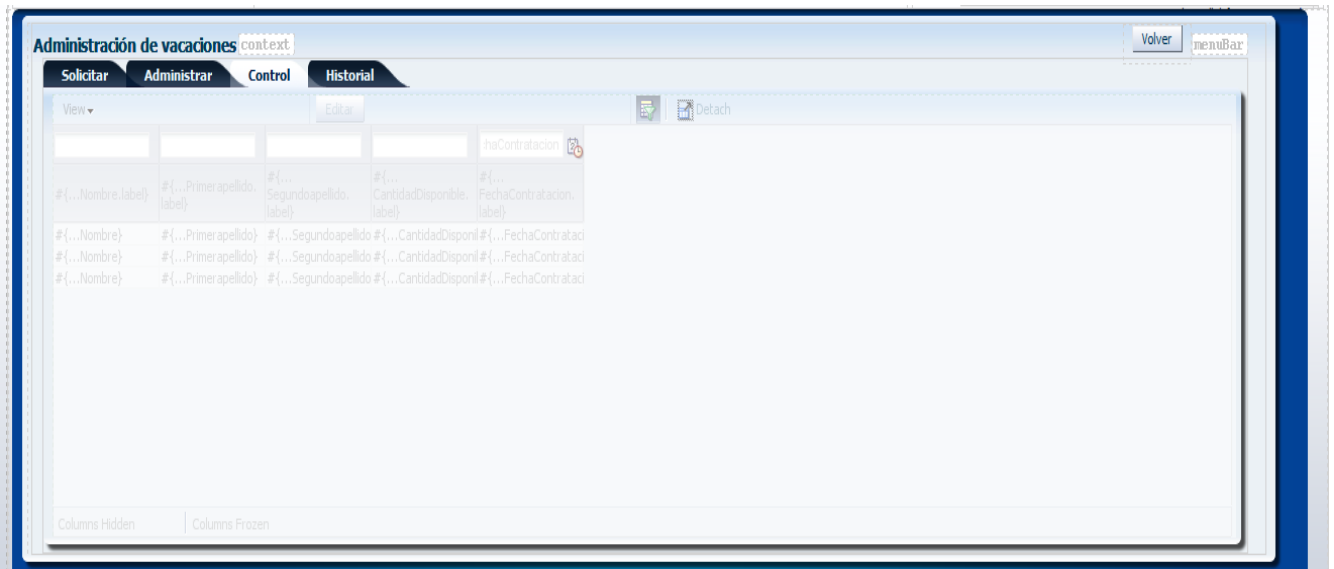 Administración de vacaciones context
Volver menuBar
Solicitar Administrar Control Historial
View Editar Detach
haContratacion
#{...Nombre.label} #{...Primerapellido.label} #{...Segundoapellido.label} #{...CantidadDisponible.label} #{...FechaContratacion.label}
#{...Nombre} #{...Primerapellido} #{...Segundoapellido #{...CantidadDisponil #{...FechaContrataci
#{...Nombre} #{...Primerapellido} #{...Segundoapellido #{...CantidadDisponil #{...FechaContrataci
#{...Nombre} #{...Primerapellido} #{...Segundoapellido #{...CantidadDisponil #{...FechaContrataci
Columns Hidden Columns Frozen